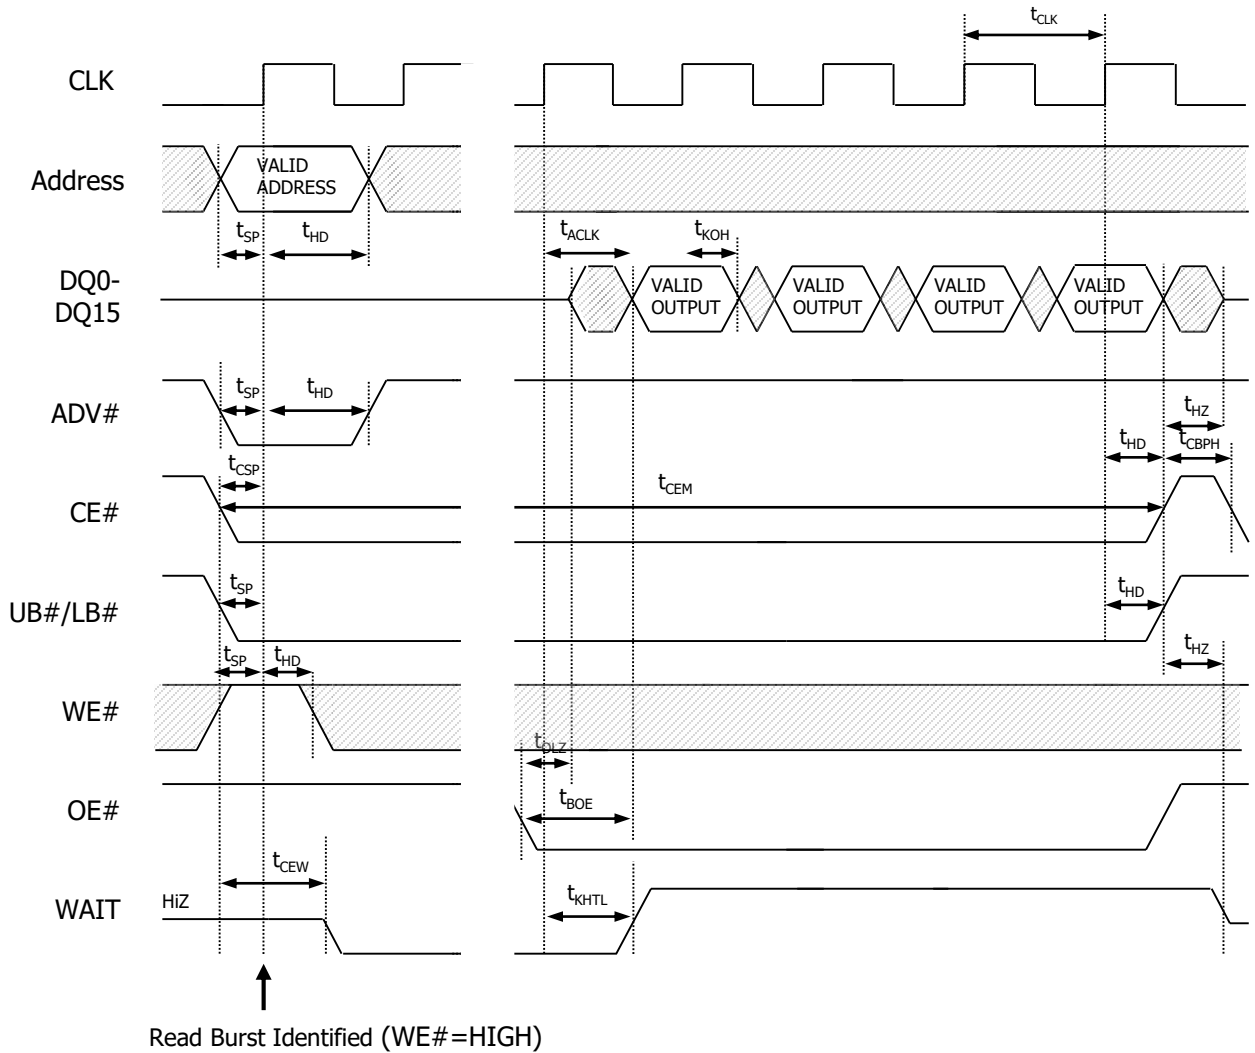 tCLK
CLK
Address
VALID
ADDRESS
tSP
tHD
tACLK
tKOH
DQ0-
DQ15
VALID
OUTPUT
VALID
OUTPUT
VALID
OUTPUT
VALID
OUTPUT
ADV#
tSP
tHD
tHZ
tHD
tCBPH
CE#
tCSP
tCEM
UB#/LB#
tSP
tHD
tSP
tHD
tHZ
WE#
tOLZ
OE#
tBOE
tCEW
WAIT
HiZ
tKHTL
Read Burst Identified (WE#=HIGH)